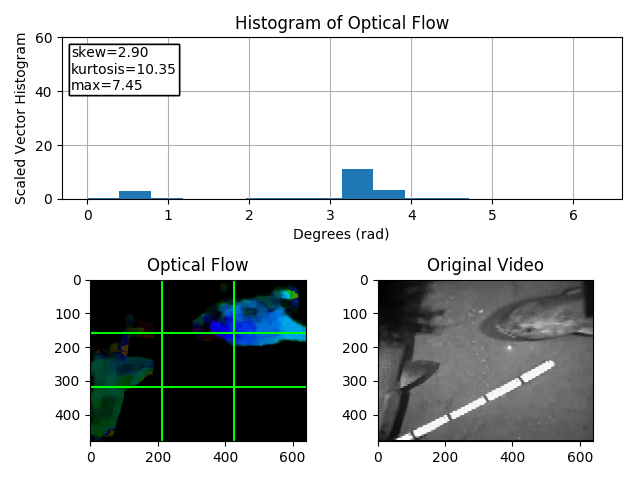 Histogram of Optical Flow
Scaled Vector Histogram
60
40
20
0
skew=2.90
kurtosis=10.35
max=7.45
0 1 2 3 4 5 6
Degrees (rad)
Optical Flow
0
100
200
300
400
0 200 400 600
Original Video
0
100
200
300
400
0 200 400 600